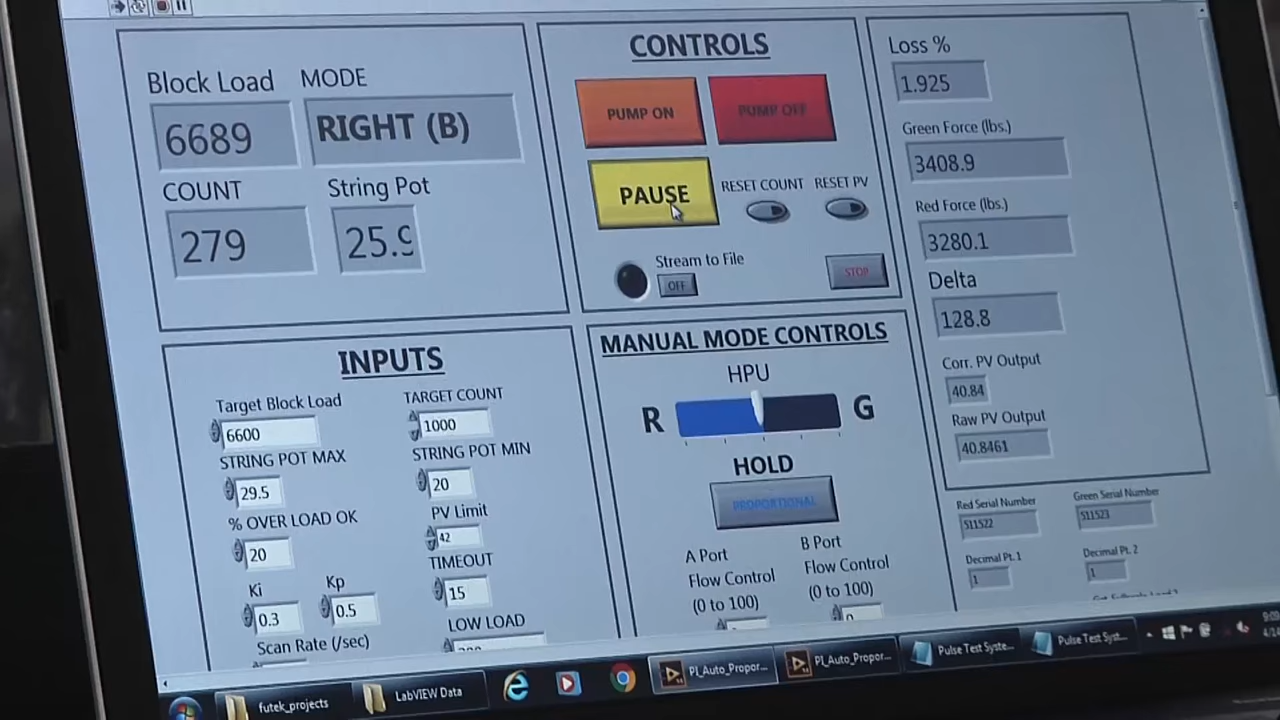 Block Load MODE
6689 RIGHT (B)
COUNT String Pot
279 25.9
CONTROLS
PUMP ON PUMP OFF
PAUSE RESET COUNT RESET PV
Stream to File
OFF STOP
Loss %
1.925
Green Force (lbs.)
3408.9
Red Force (lbs.)
3280.1
Delta
128.8
Corr. PV Output
40.84
Raw PV Output
40.8461
Red Serial Number Green Serial Number
511522 511523
Decimal Pt. 1 Decimal Pt. 2
1 1
INPUTS
Target Block Load TARGET COUNT
6600 1000
STRING POT MAX STRING POT MIN
29.5 20
% OVER LOAD OK PV Limit
20 42
Ki Kp TIMEOUT
0.3 0.5 15
Scan Rate (/sec) LOW LOAD
MANUAL MODE CONTROLS
HPU
R G
HOLD
PROPORTIONAL
A Port B Port
Flow Control Flow Control
(0 to 100) (0 to 100)
futek_projects LabVIEW Data PI_Auto_Propor... PI_Auto_Propor... Pulse Test Syste... Pulse Test Syst...